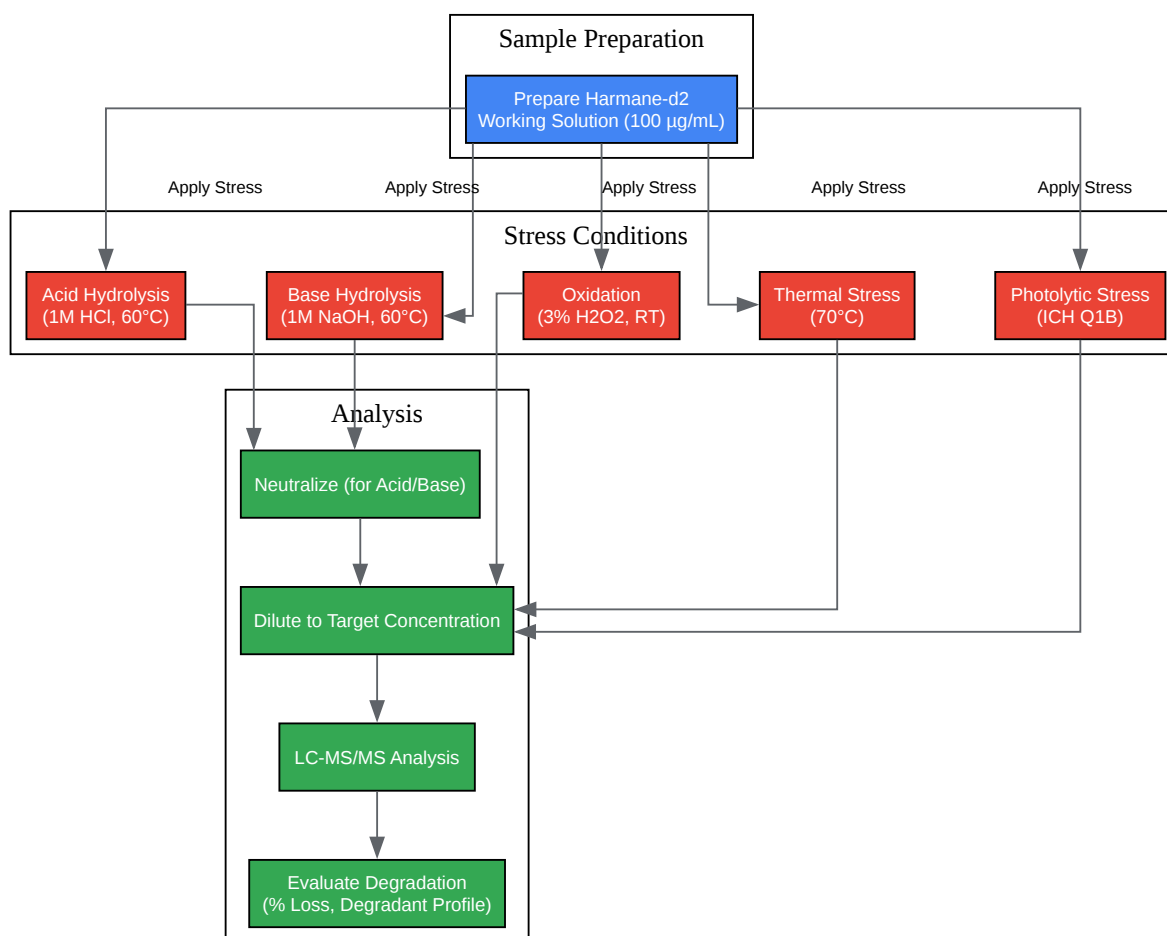 Sample Preparation
Prepare Harmane-d2
Working Solution (100 µg/mL)
Apply Stress
Apply Stress
Apply Stress
Apply Stress
Apply Stress
Stress Conditions
Acid Hydrolysis
(1M HCl, 60°C)
Base Hydrolysis
(1M NaOH, 60°C)
Oxidation
(3% H2O2, RT)
Thermal Stress
(70°C)
Photolytic Stress
(ICH Q1B)
Analysis
Neutralize (for Acid/Base)
Dilute to Target Concentration
LC-MS/MS Analysis
Evaluate Degradation
(% Loss, Degradant Profile)